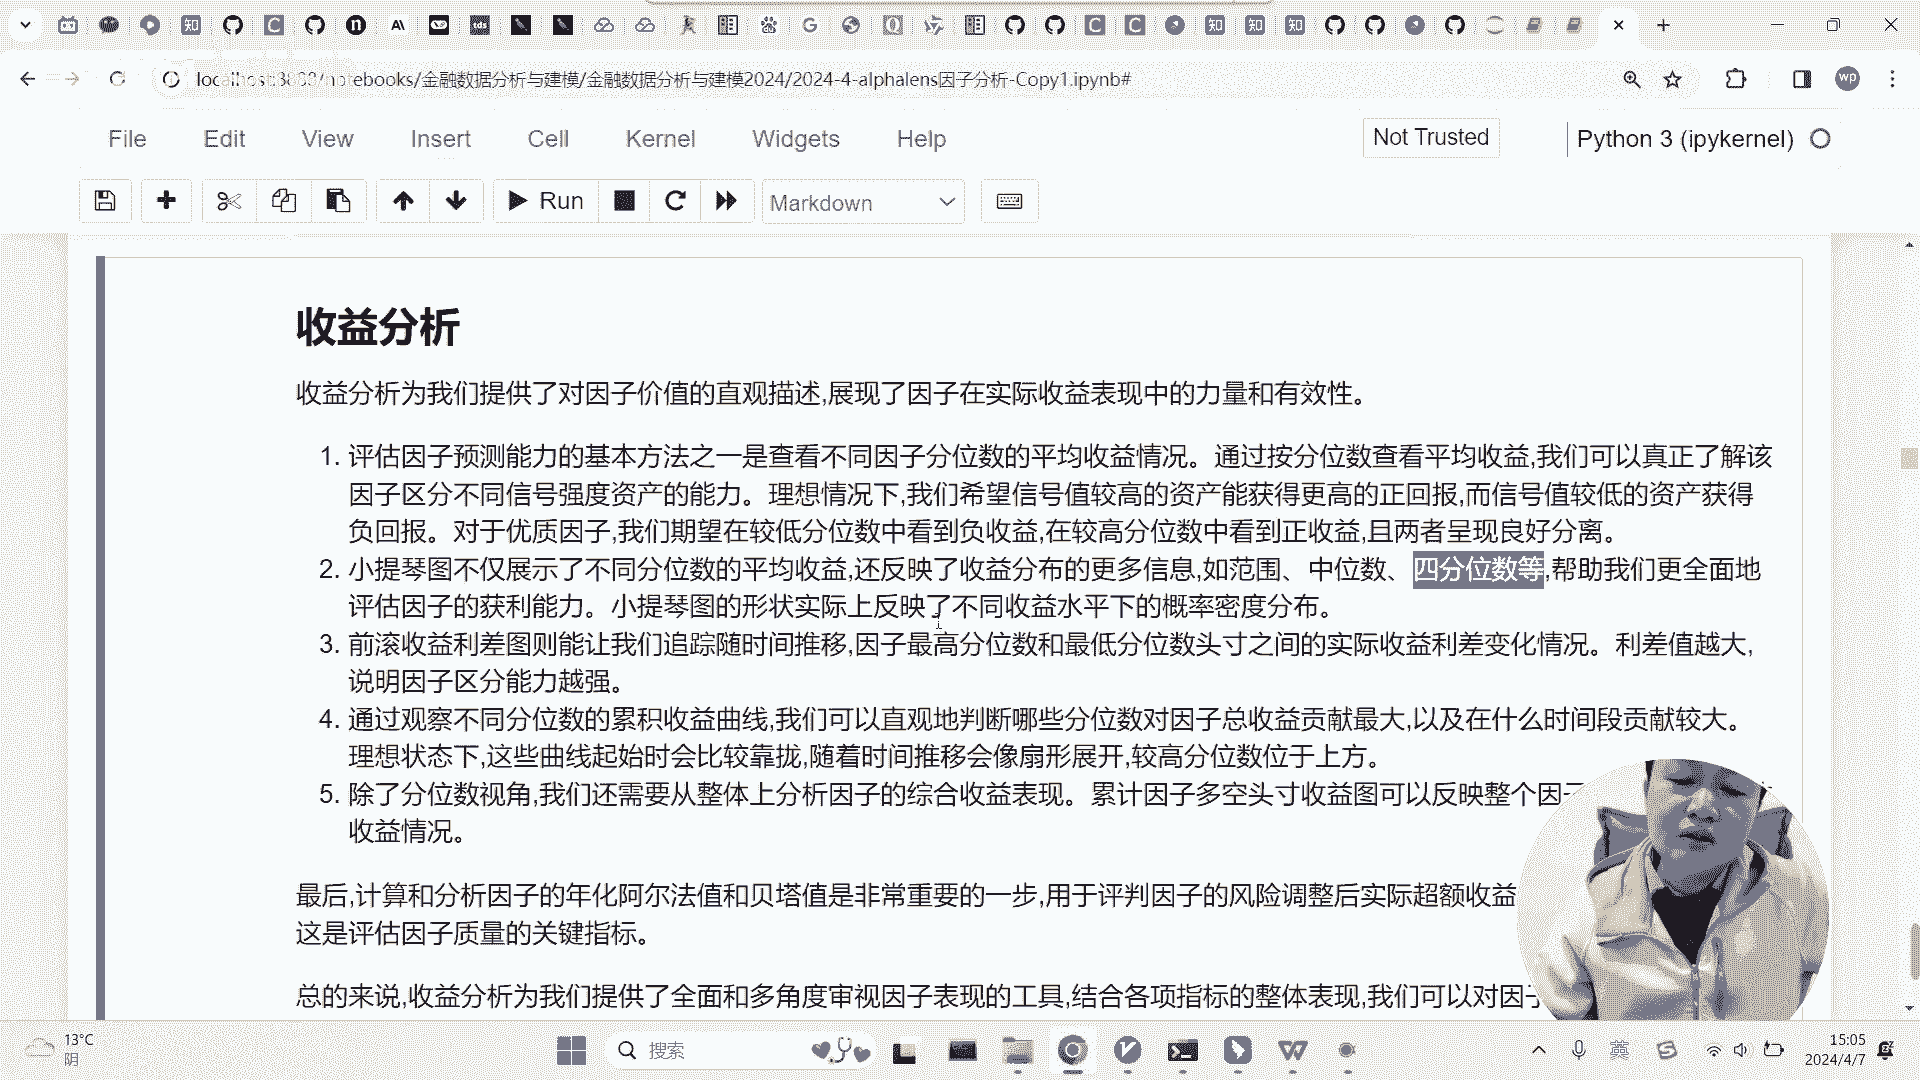 localhost:8888/notebooks/金融数据分析与建模/金融数据分析与建模2024/2024-4-alphalens因子分析-Copy1.ipynb#
wp
File Edit View Insert Cell Kernel Widgets Help
Not Trusted
Python 3 (ipykernel)
Run
Markdown
收益分析
收益分析为我们提供了对因子价值的直观描述,展现了因子在实际收益表现中的力量和有效性。
1. 评估因子预测能力的基本方法之一是查看不同因子分位数的平均收益情况。通过按分位数查看平均收益,我们可以真正了解该
因子区分不同信号强度资产的能力。理想情况下,我们希望信号值较高的资产能获得更高的正回报,而信号值较低的资产获得
负回报。对于优质因子,我们期望在较低分位数中看到负收益,在较高分位数中看到正收益,且两者呈现良好分离。
2. 小提琴图不仅展示了不同分位数的平均收益,还反映了收益分布的更多信息,如范围、中位数、四分位数等,帮助我们更全面地
评估因子的获利能力。小提琴图的形状实际上反映了不同收益水平下的概率密度分布。
3. 前滚收益利差图则能让我们追踪随时间推移,因子最高分位数和最低分位数头寸之间的实际收益利差变化情况。利差值越大,
说明因子区分能力越强。
4. 通过观察不同分位数的累积收益曲线,我们可以直观地判断哪些分位数对因子总收益贡献最大,以及在什么时间段贡献较大。
理想状态下,这些曲线起始时会比较靠拢,随着时间推移会像扇形展开,较高分位数位于上方。
5. 除了分位数视角,我们还需要从整体上分析因子的综合收益表现。累计因子多空头寸收益图可以反映整个因子
收益情况。
最后,计算和分析因子的年化阿尔法值和贝塔值是非常重要的一步,用于评判因子的风险调整后实际超额收益
这是评估因子质量的关键指标。
总的来说,收益分析为我们提供了全面和多角度审视因子表现的工具,结合各项指标的整体表现,我们可以对因子
13°C
阴
搜索
英
15:05
2024/4/7